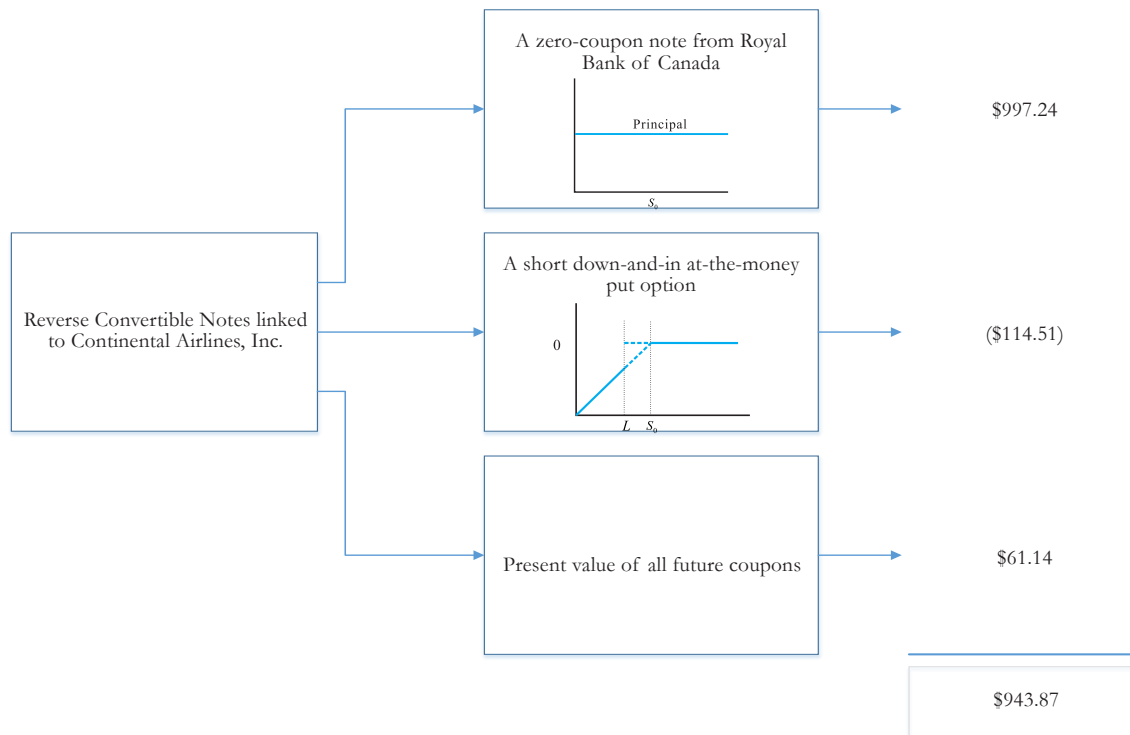 A zero-coupon note from Royal
Bank of Canada
Principal
S₀
$997.24
Reverse Convertible Notes linked
to Continental Airlines, Inc.
A short down-and-in at-the-money
put option
0
L S₀
($114.51)
Present value of all future coupons
$61.14
$943.87